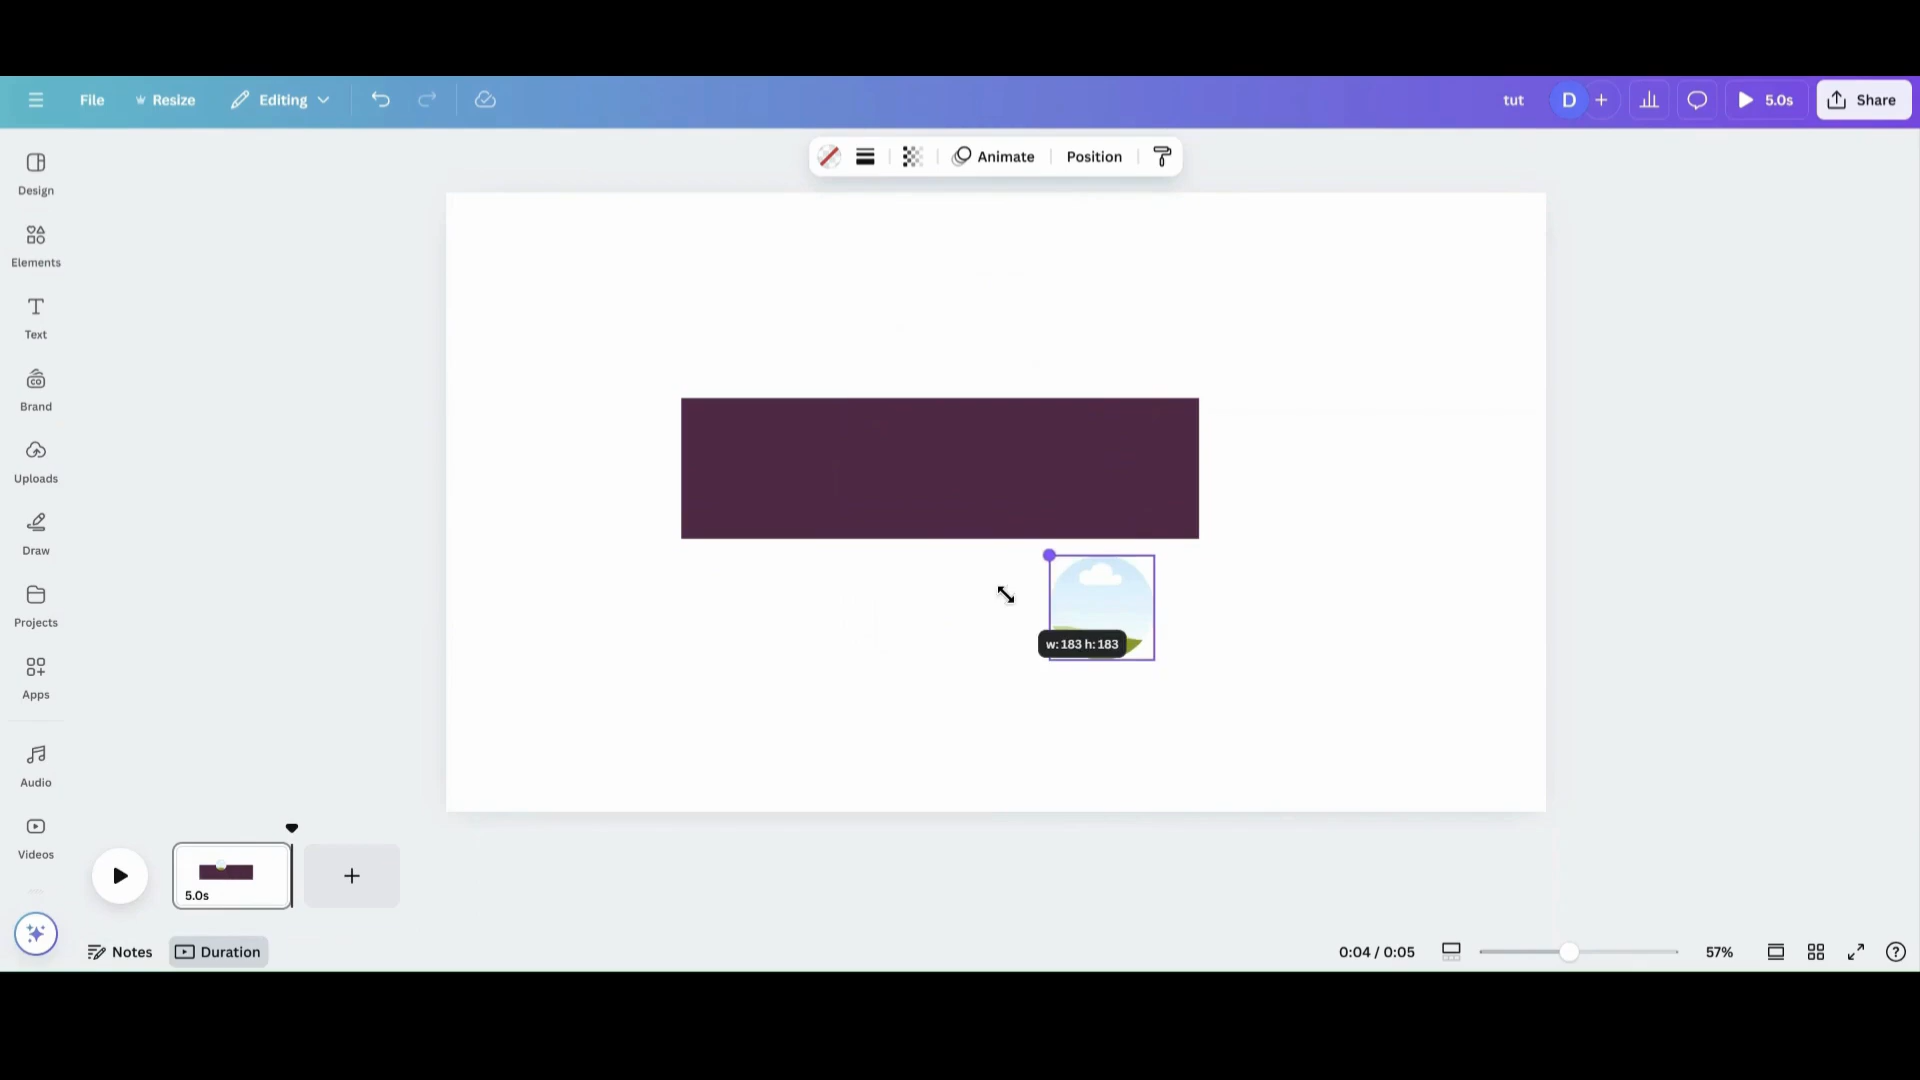 File
Resize
Editing
tut
D
5.0s
Share
Animate
Position
Design
Elements
Text
Brand
Uploads
Draw
Projects
Apps
Audio
Videos
w: 183 h: 183
5.0s
Notes
Duration
0:04 / 0:05
57%